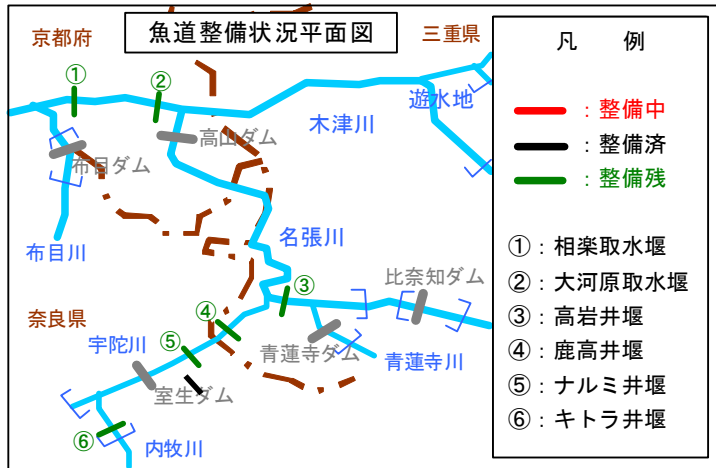 魚道整備状況平面図
京都府
三重県
①
②
遊水地
木津川
高山ダム
布目ダム
布目川
名張川
③
比奈知ダム
奈良県
④
宇陀川
⑤
青蓮寺ダム
青蓮寺川
室生ダム
⑥
内牧川
凡 例
：整備中
：整備済
：整備残
①：相楽取水堰
②：大河原取水堰
③：高岩井堰
④：鹿高井堰
⑤：ナルミ井堰
⑥：キトラ井堰